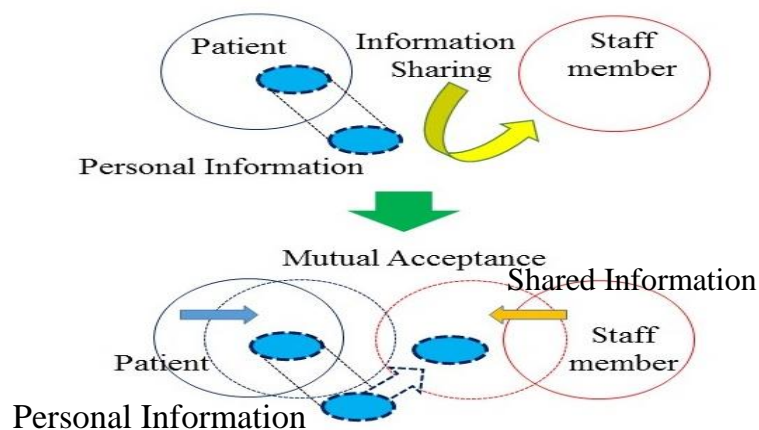 Patient
Information
Sharing
Staff
member
Personal Information
Mutual Acceptance
Shared Information
Patient
Staff
member
Personal Information